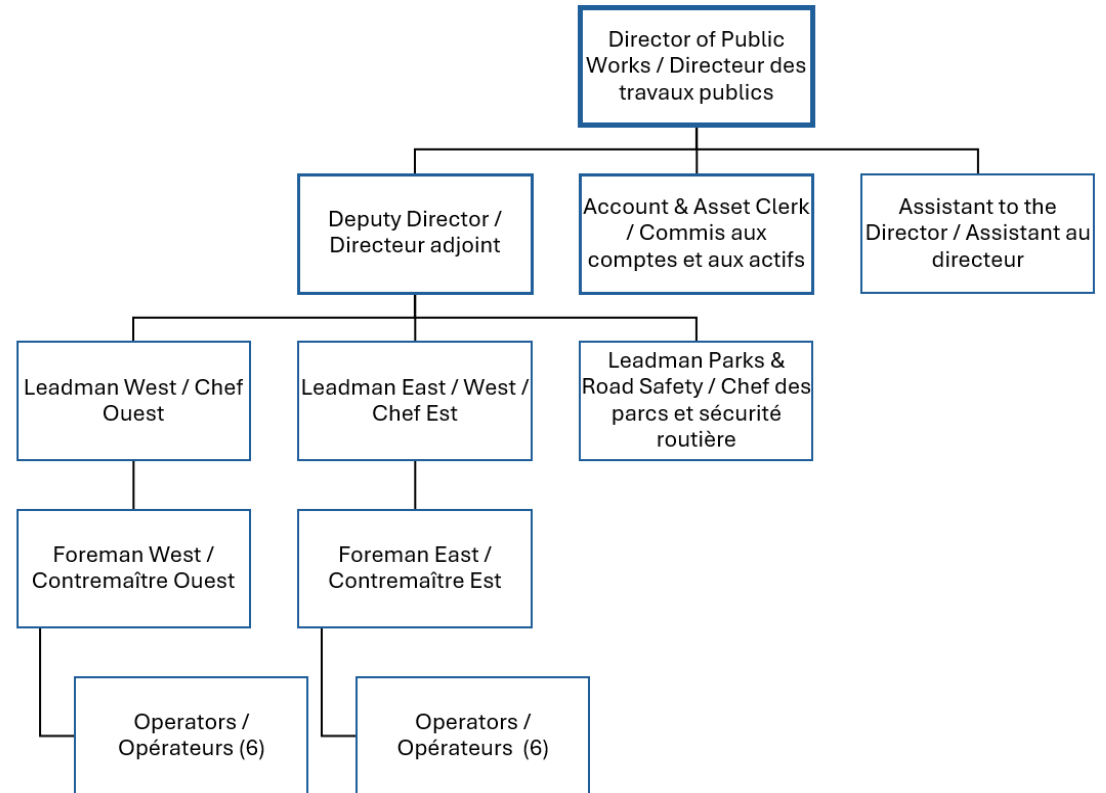 Director of Public
Works / Directeur des
travaux publics
Deputy Director /
Directeur adjoint
Account & Asset Clerk
/ Commis aux
comptes et aux actifs
Assistant to the
Director / Assistant au
directeur
Leadman West / Chef
Ouest
Leadman East / West /
Chef Est
Leadman Parks &
Road Safety / Chef des
parcs et sécurité
routière
Foreman West /
Contremaître Ouest
Foreman East /
Contremaître Est
Operators /
Opérateurs (6)
Operators /
Opérateurs  (6)